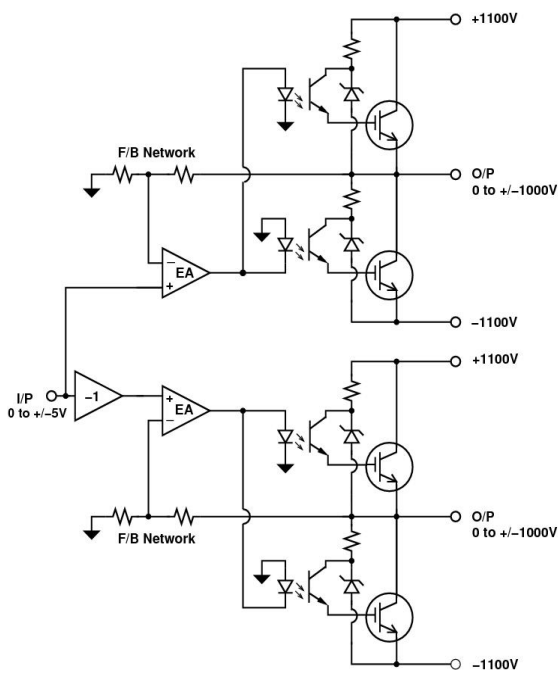 +1100V
F/B Network
O/P
0 to +/−1000V
−
EA
+
−1100V
+1100V
I/P
0 to +/−5V
−1
+
EA
−
O/P
0 to +/−1000V
F/B Network
−1100V